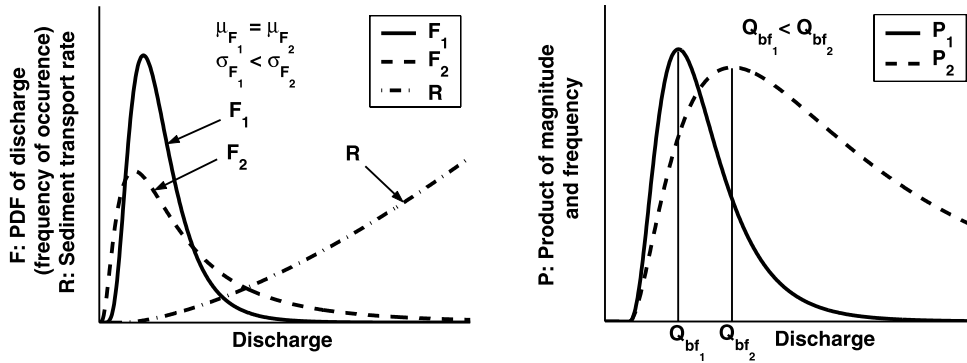 F: PDF of discharge
(frequency of occurence)
R: Sediment transport rate
μF1 = μF2
σF1 < σF2
F1
F2
R
F1
F2
R
Discharge
P: Product of magnitude
and frequency
Qbf1 < Qbf2
P1
P2
Qbf1
Qbf2
Discharge